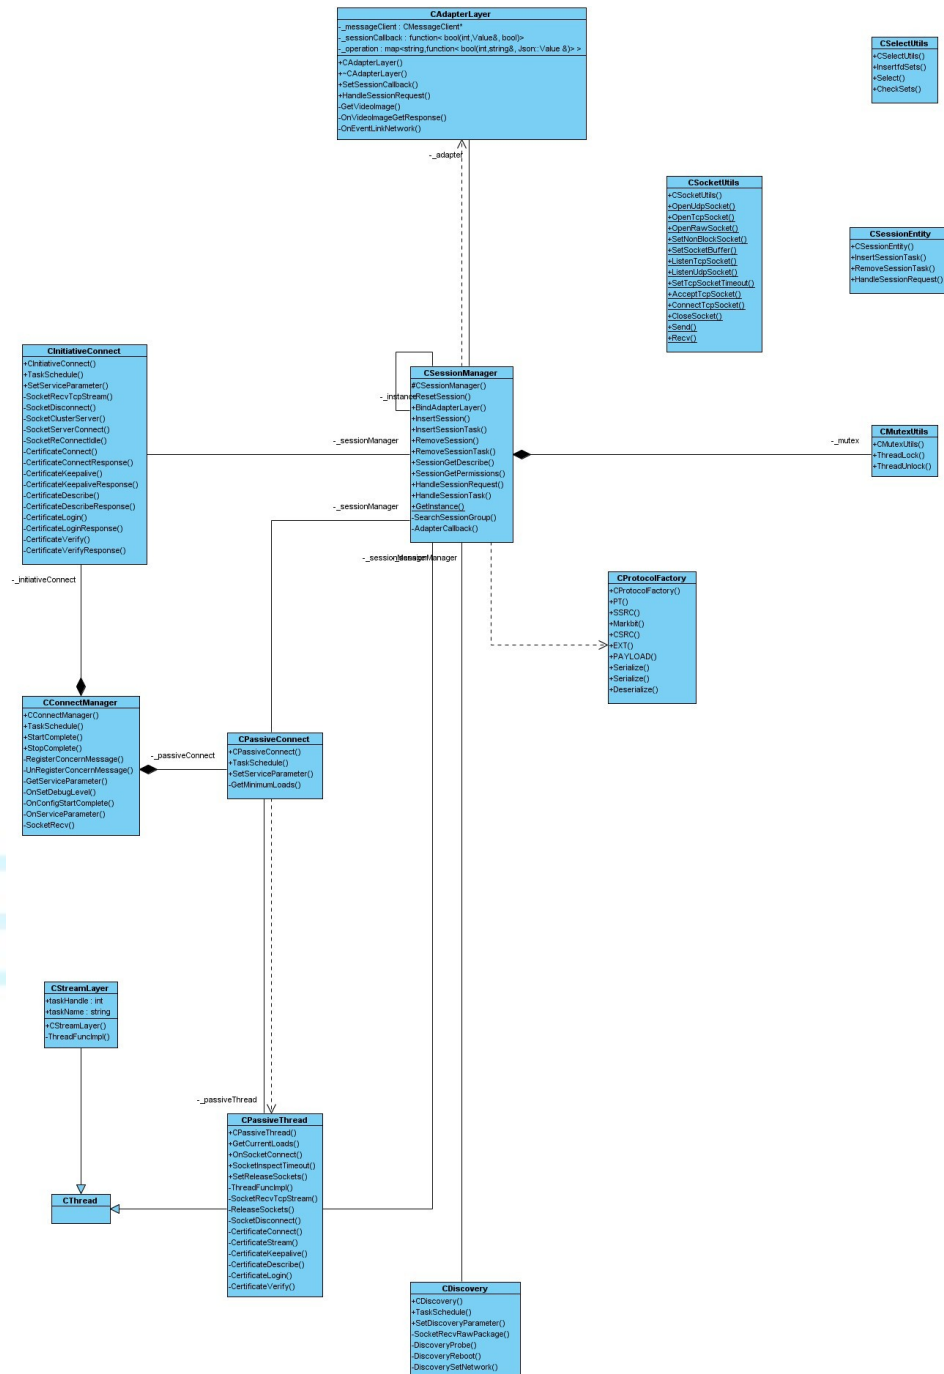 CAdapterLayer
-_messageClient : CMessageClient*
-_sessionCallback : function< bool(int,Value&, bool)>
-_operation : map<string,function< bool(int,string&, Json::Value &)> >
+CAdapterLayer()
+~CAdapterLayer()
+SetSessionCallback()
+HandleSessionRequest()
-GetVideoImage()
-OnVideoImageGetResponse()
-OnEventLinkNetwork()
CSelectUtils
+CSelectUtils()
+InsertfdSets()
+Select()
+CheckSets()
-_adapter
CSocketUtils
+CSocketUtils()
+OpenUdpSocket()
+OpenTcpSocket()
+OpenRawSocket()
+SetNonBlockSocket()
+SetSocketBuffer()
+ListenTcpSocket()
+ListenUdpSocket()
+SetTcpSocketTimeout()
+AcceptTcpSocket()
+ConnectTcpSocket()
+CloseSocket()
+Send()
+Recv()
CSessionEntity
+CSessionEntity()
+InsertSessionTask()
+RemoveSessionTask()
+HandleSessionRequest()
CInitiativeConnect
+CInitiativeConnect()
+TaskSchedule()
+SetServiceParameter()
-SocketRecvTcpStream()
-SocketDisconnect()
-SocketClusterServer()
-SocketServerConnect()
-SocketReConnectIdle()
-CertificateConnect()
-CertificateConnectResponse()
-CertificateKeepalive()
-CertificateKeepaliveResponse()
-CertificateDescribe()
-CertificateDescribeResponse()
-CertificateLogin()
-CertificateLoginResponse()
-CertificateVerify()
-CertificateVerifyResponse()
CSessionManager
#CSessionManager()
-_instance
ResetSession()
+BindAdapterLayer()
+InsertSession()
+InsertSessionTask()
+RemoveSession()
+RemoveSessionTask()
+SessionGetDescribe()
+SessionGetPermissions()
+HandleSessionRequest()
+HandleSessionTask()
+GetInstance()
-SearchSessionGroup()
-AdapterCallback()
-_sessionManager
-_sessionManager
-_mutex
CMutexUtils
+CMutexUtils()
+ThreadLock()
+ThreadUnlock()
CProtocolFactory
+CProtocolFactory()
+PT()
+SSRC()
+Markbit()
+CSRC()
+EXT()
+PAYLOAD()
+Serialize()
+Serialize()
+Deserialize()
-_initiativeConnect
CConnectManager
+CConnectManager()
+TaskSchedule()
+StartComplete()
+StopComplete()
-RegisterConcernMessage()
-UnRegisterConcernMessage()
-GetServiceParameter()
-OnSetDebugLevel()
-OnConfigStartComplete()
-OnServiceParameter()
-SocketRecv()
-_passiveConnect
CPassiveConnect
+CPassiveConnect()
+TaskSchedule()
+SetServiceParameter()
-GetMinimumLoads()
CStreamLayer
+taskHandle : int
+taskName : string
+CStreamLayer()
-ThreadFuncImpl()
-_passiveThread
CPassiveThread
+CPassiveThread()
+GetCurrentLoads()
+OnSocketConnect()
+SocketInspectTimeout()
+SetReleaseSockets()
-ThreadFuncImpl()
-SocketRecvTcpStream()
-ReleaseSockets()
-SocketDisconnect()
-CertificateConnect()
-CertificateStream()
-CertificateKeepalive()
-CertificateDescribe()
-CertificateLogin()
-CertificateVerify()
CThread
CDiscovery
+CDiscovery()
+TaskSchedule()
+SetDiscoveryParameter()
-SocketRecvRawPackage()
-DiscoveryProbe()
-DiscoveryReboot()
-DiscoverySetNetwork()